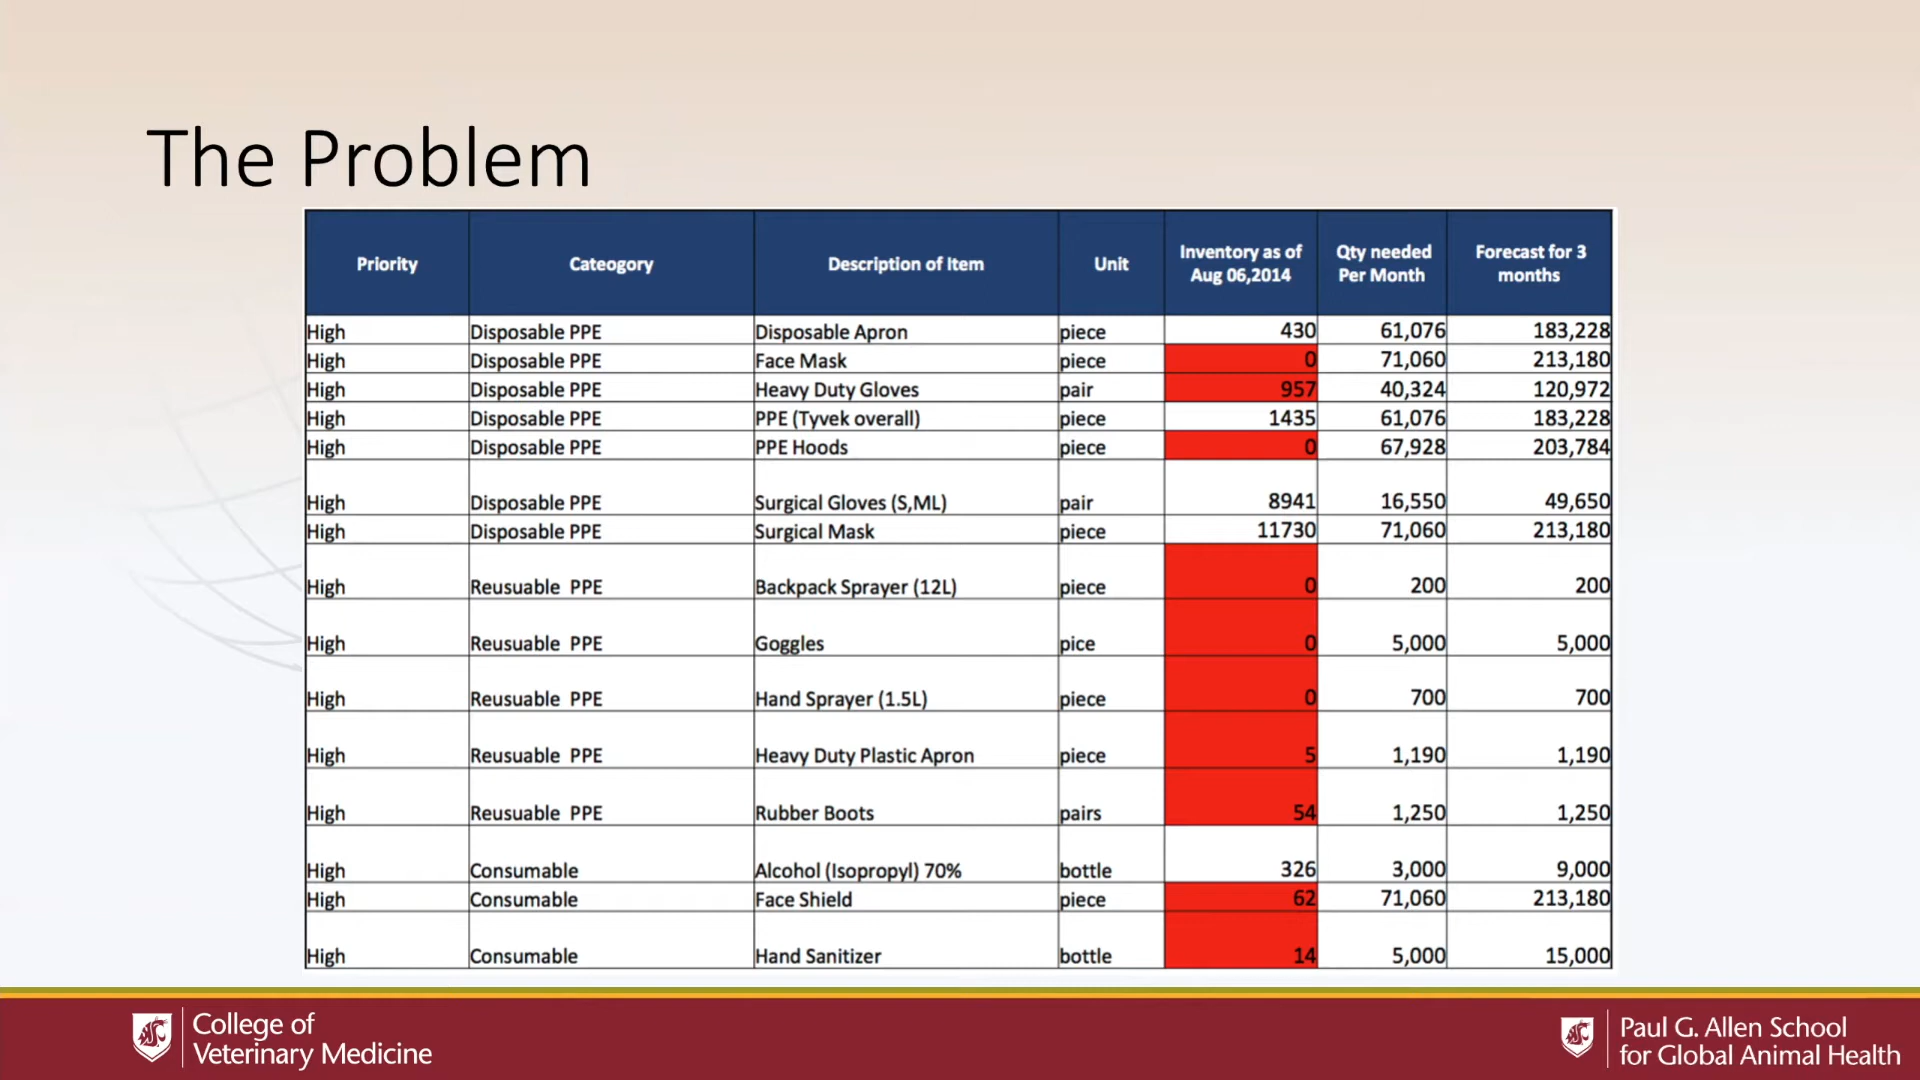 The Problem
Priority Cateogory Description of Item Unit Inventory as of Aug 06,2014 Qty needed Per Month Forecast for 3 months
High Disposable PPE Disposable Apron piece 430 61,076 183,228
High Disposable PPE Face Mask piece 0 71,060 213,180
High Disposable PPE Heavy Duty Gloves pair 957 40,324 120,972
High Disposable PPE PPE (Tyvek overall) piece 1435 61,076 183,228
High Disposable PPE PPE Hoods piece 0 67,928 203,784
High Disposable PPE Surgical Gloves (S,ML) pair 8941 16,550 49,650
High Disposable PPE Surgical Mask piece 11730 71,060 213,180
High Reusuable PPE Backpack Sprayer (12L) piece 0 200 200
High Reusuable PPE Goggles pice 0 5,000 5,000
High Reusuable PPE Hand Sprayer (1.5L) piece 0 700 700
High Reusuable PPE Heavy Duty Plastic Apron piece 5 1,190 1,190
High Reusuable PPE Rubber Boots pairs 54 1,250 1,250
High Consumable Alcohol (Isopropyl) 70% bottle 326 3,000 9,000
High Consumable Face Shield piece 62 71,060 213,180
High Consumable Hand Sanitizer bottle 14 5,000 15,000
College of
Veterinary Medicine
Paul G. Allen School
for Global Animal Health